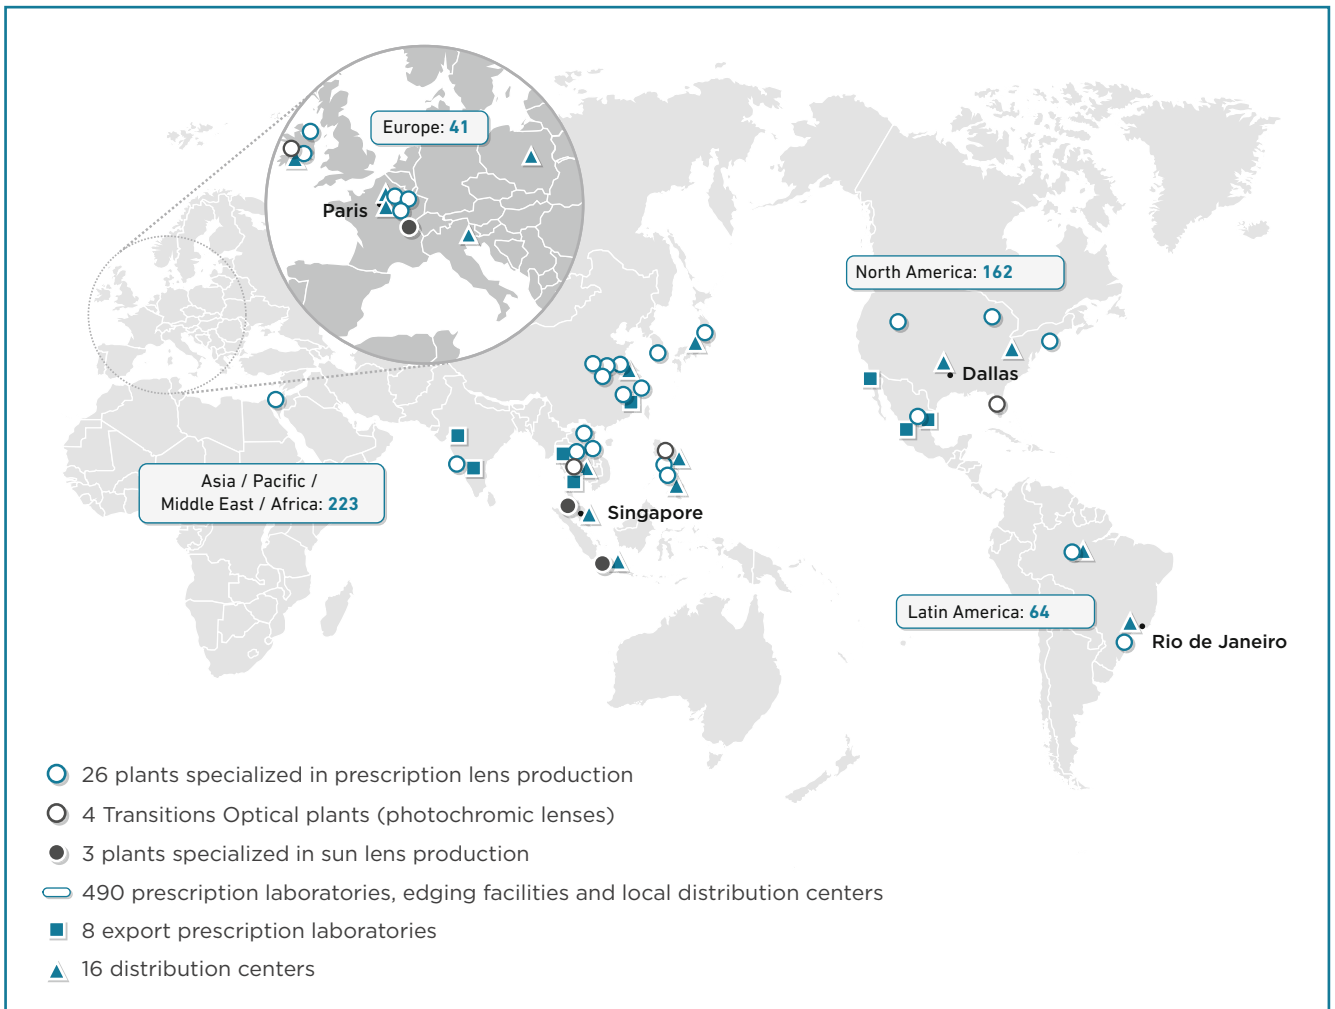 Europe: 41
Paris
North America: 162
Dallas
Asia / Pacific /
Middle East / Africa: 223
Singapore
Latin America: 64
Rio de Janeiro
26 plants specialized in prescription lens production
4 Transitions Optical plants (photochromic lenses)
3 plants specialized in sun lens production
490 prescription laboratories, edging facilities and local distribution centers
8 export prescription laboratories
16 distribution centers